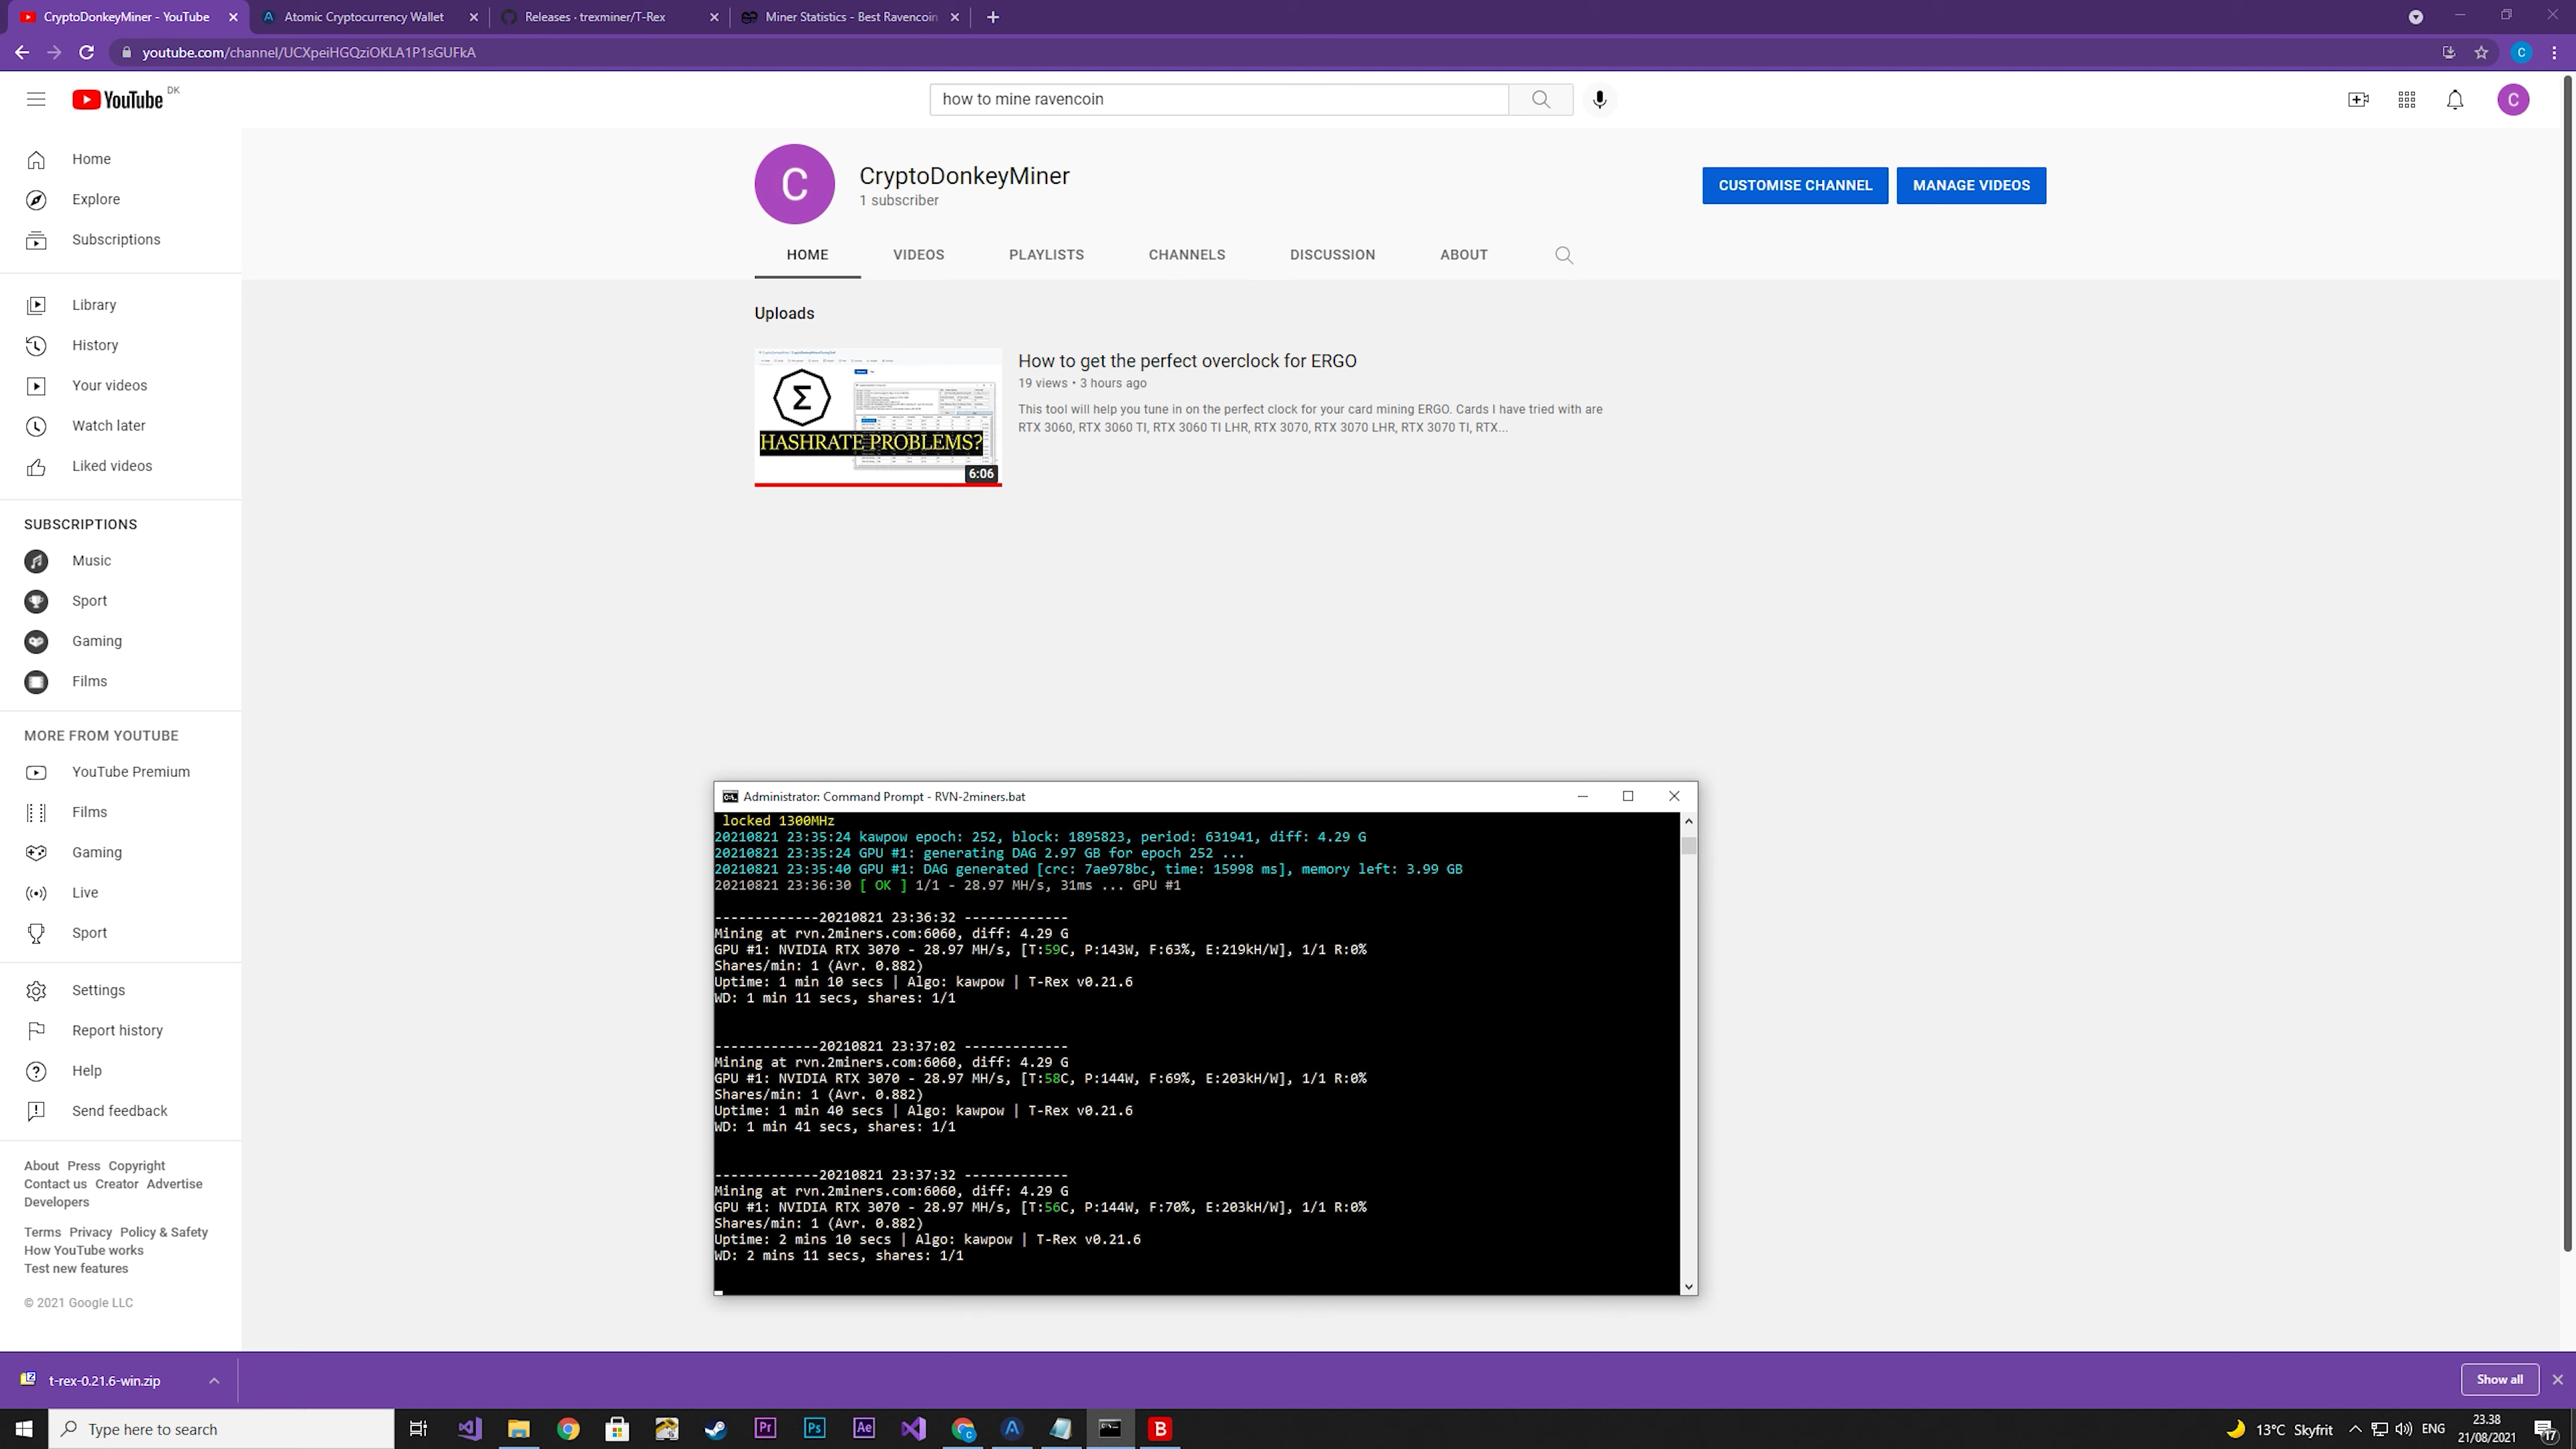 CryptoDonkeyMiner - YouTube
Atomic Cryptocurrency Wallet
Releases · trexminer/T-Rex
Miner Statistics - Best Ravencoin
youtube.com/channel/UCXpeiHGQziOKLA1P1sGUFkA
C
YouTube DK
how to mine ravencoin
C
Home
Explore
Subscriptions
Library
History
Your videos
Watch later
Liked videos
SUBSCRIPTIONS
Music
Sport
Gaming
Films
MORE FROM YOUTUBE
YouTube Premium
Films
Gaming
Live
Sport
Settings
Report history
Help
Send feedback
About Press Copyright
Contact us Creator Advertise
Developers
Terms Privacy Policy & Safety
How YouTube works
Test new features
© 2021 Google LLC
C
CryptoDonkeyMiner
1 subscriber
CUSTOMISE CHANNEL
MANAGE VIDEOS
HOME
VIDEOS
PLAYLISTS
CHANNELS
DISCUSSION
ABOUT
Uploads
Σ
HASHRATE PROBLEMS?
6:06
How to get the perfect overclock for ERGO
19 views • 3 hours ago
This tool will help you tune in on the perfect clock for your card mining ERGO. Cards I have tried with are
RTX 3060, RTX 3060 TI, RTX 3060 TI LHR, RTX 3070, RTX 3070 LHR, RTX 3070 TI, RTX...
Administrator: Command Prompt - RVN-2miners.bat
locked 1300MHz
20210821 23:35:24 kawpow epoch: 252, block: 1895823, period: 631941, diff: 4.29 G
20210821 23:35:24 GPU #1: generating DAG 2.97 GB for epoch 252 ...
20210821 23:35:40 GPU #1: DAG generated [crc: 7ae978bc, time: 15998 ms], memory left: 3.99 GB
20210821 23:36:30 [ OK ] 1/1 - 28.97 MH/s, 31ms ... GPU #1
-------------20210821 23:36:32 -------------
Mining at rvn.2miners.com:6060, diff: 4.29 G
GPU #1: NVIDIA RTX 3070 - 28.97 MH/s, [T:59C, P:143W, F:63%, E:219kH/W], 1/1 R:0%
Shares/min: 1 (Avr. 0.882)
Uptime: 1 min 10 secs | Algo: kawpow | T-Rex v0.21.6
WD: 1 min 11 secs, shares: 1/1
-------------20210821 23:37:02 -------------
Mining at rvn.2miners.com:6060, diff: 4.29 G
GPU #1: NVIDIA RTX 3070 - 28.97 MH/s, [T:58C, P:144W, F:69%, E:203kH/W], 1/1 R:0%
Shares/min: 1 (Avr. 0.882)
Uptime: 1 min 40 secs | Algo: kawpow | T-Rex v0.21.6
WD: 1 min 41 secs, shares: 1/1
-------------20210821 23:37:32 -------------
Mining at rvn.2miners.com:6060, diff: 4.29 G
GPU #1: NVIDIA RTX 3070 - 28.97 MH/s, [T:56C, P:144W, F:70%, E:203kH/W], 1/1 R:0%
Shares/min: 1 (Avr. 0.882)
Uptime: 2 mins 10 secs | Algo: kawpow | T-Rex v0.21.6
WD: 2 mins 11 secs, shares: 1/1
t-rex-0.21.6-win.zip
Show all
Type here to search
Pr
Ps
Ae
B
13°C Skyfrit
ENG
23.38
21/08/2021
17